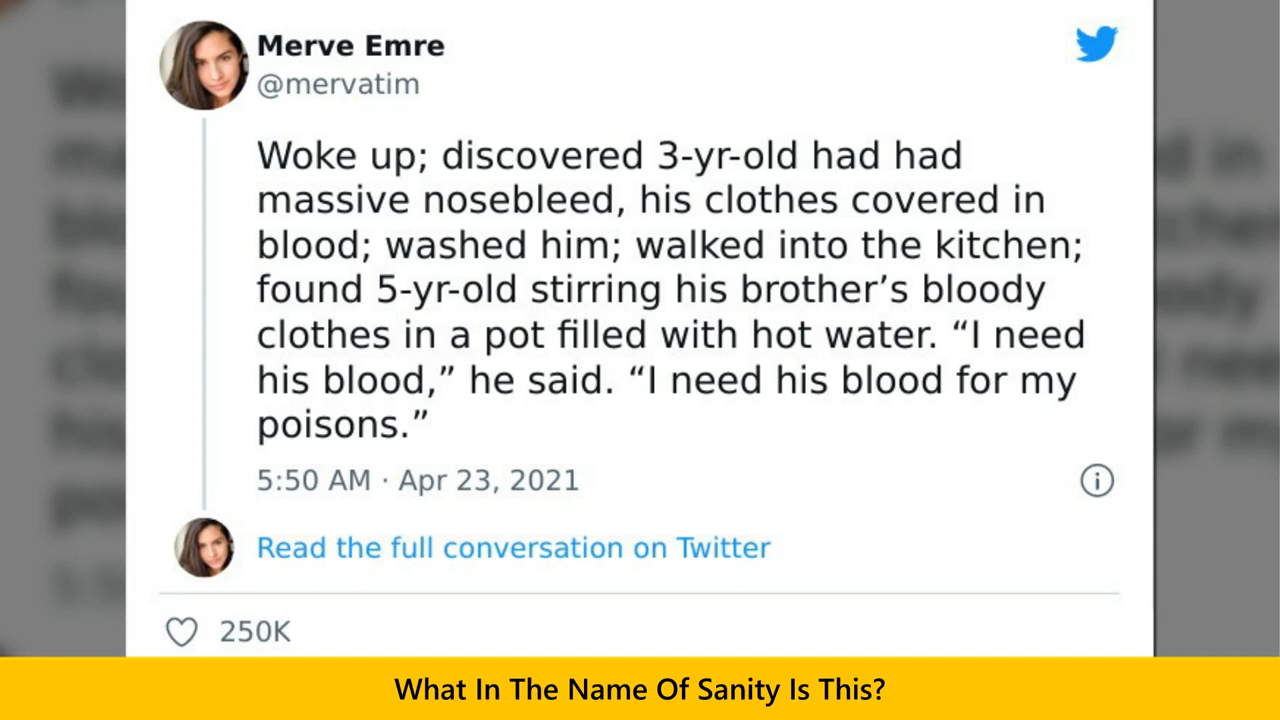 Merve Emre
@mervatim
Woke up; discovered 3-yr-old had had
massive nosebleed, his clothes covered in
blood; washed him; walked into the kitchen;
found 5-yr-old stirring his brother’s bloody
clothes in a pot filled with hot water. “I need
his blood,” he said. “I need his blood for my
poisons.”
5:50 AM · Apr 23, 2021
Read the full conversation on Twitter
250K
What In The Name Of Sanity Is This?